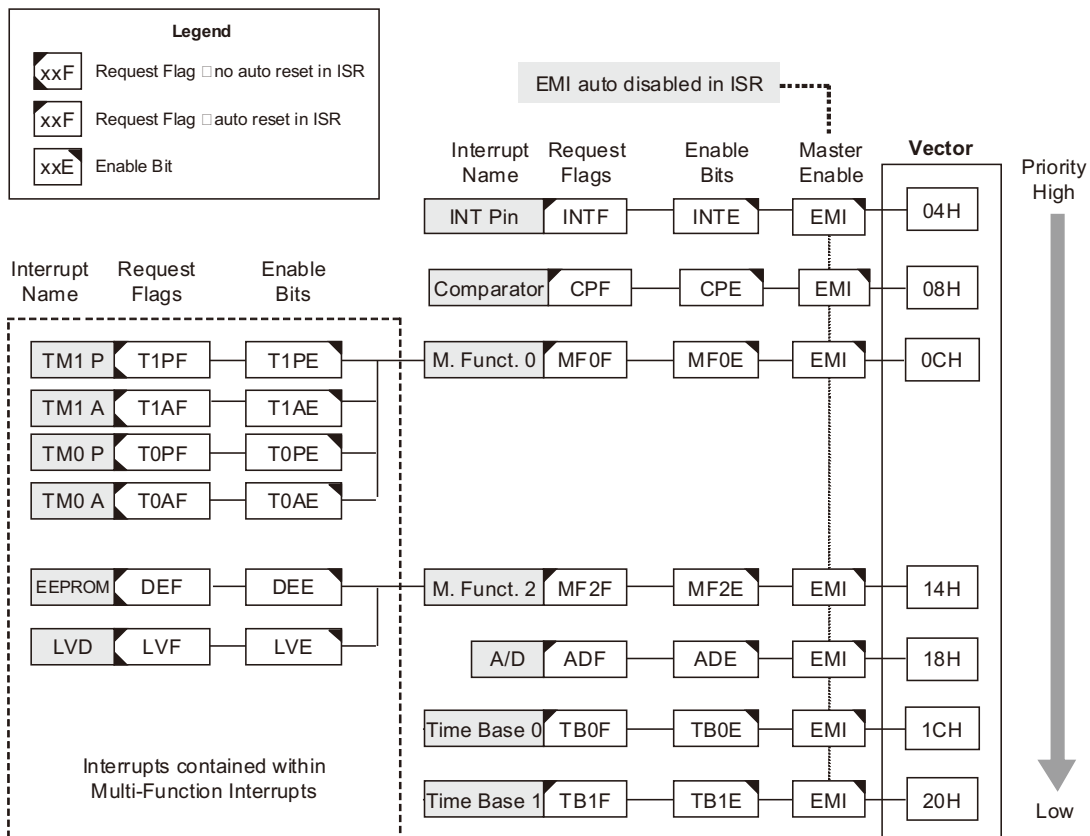 Legend
xxF Request Flag □ no auto reset in ISR
xxF Request Flag □ auto reset in ISR
xxE Enable Bit
EMI auto disabled in ISR
Interrupt Name Request Flags Enable Bits Master Enable Vector Priority High
INT Pin INTF INTE EMI 04H
Comparator CPF CPE EMI 08H
Interrupt Name Request Flags Enable Bits
TM1 P T1PF T1PE M. Funct. 0 MF0F MF0E EMI 0CH
TM1 A T1AF T1AE
TM0 P T0PF T0PE
TM0 A T0AF T0AE
EEPROM DEF DEE M. Funct. 2 MF2F MF2E EMI 14H
LVD LVF LVE A/D ADF ADE EMI 18H
Time Base 0 TB0F TB0E EMI 1CH
Interrupts contained within
Multi-Function Interrupts
Time Base 1 TB1F TB1E EMI 20H Low